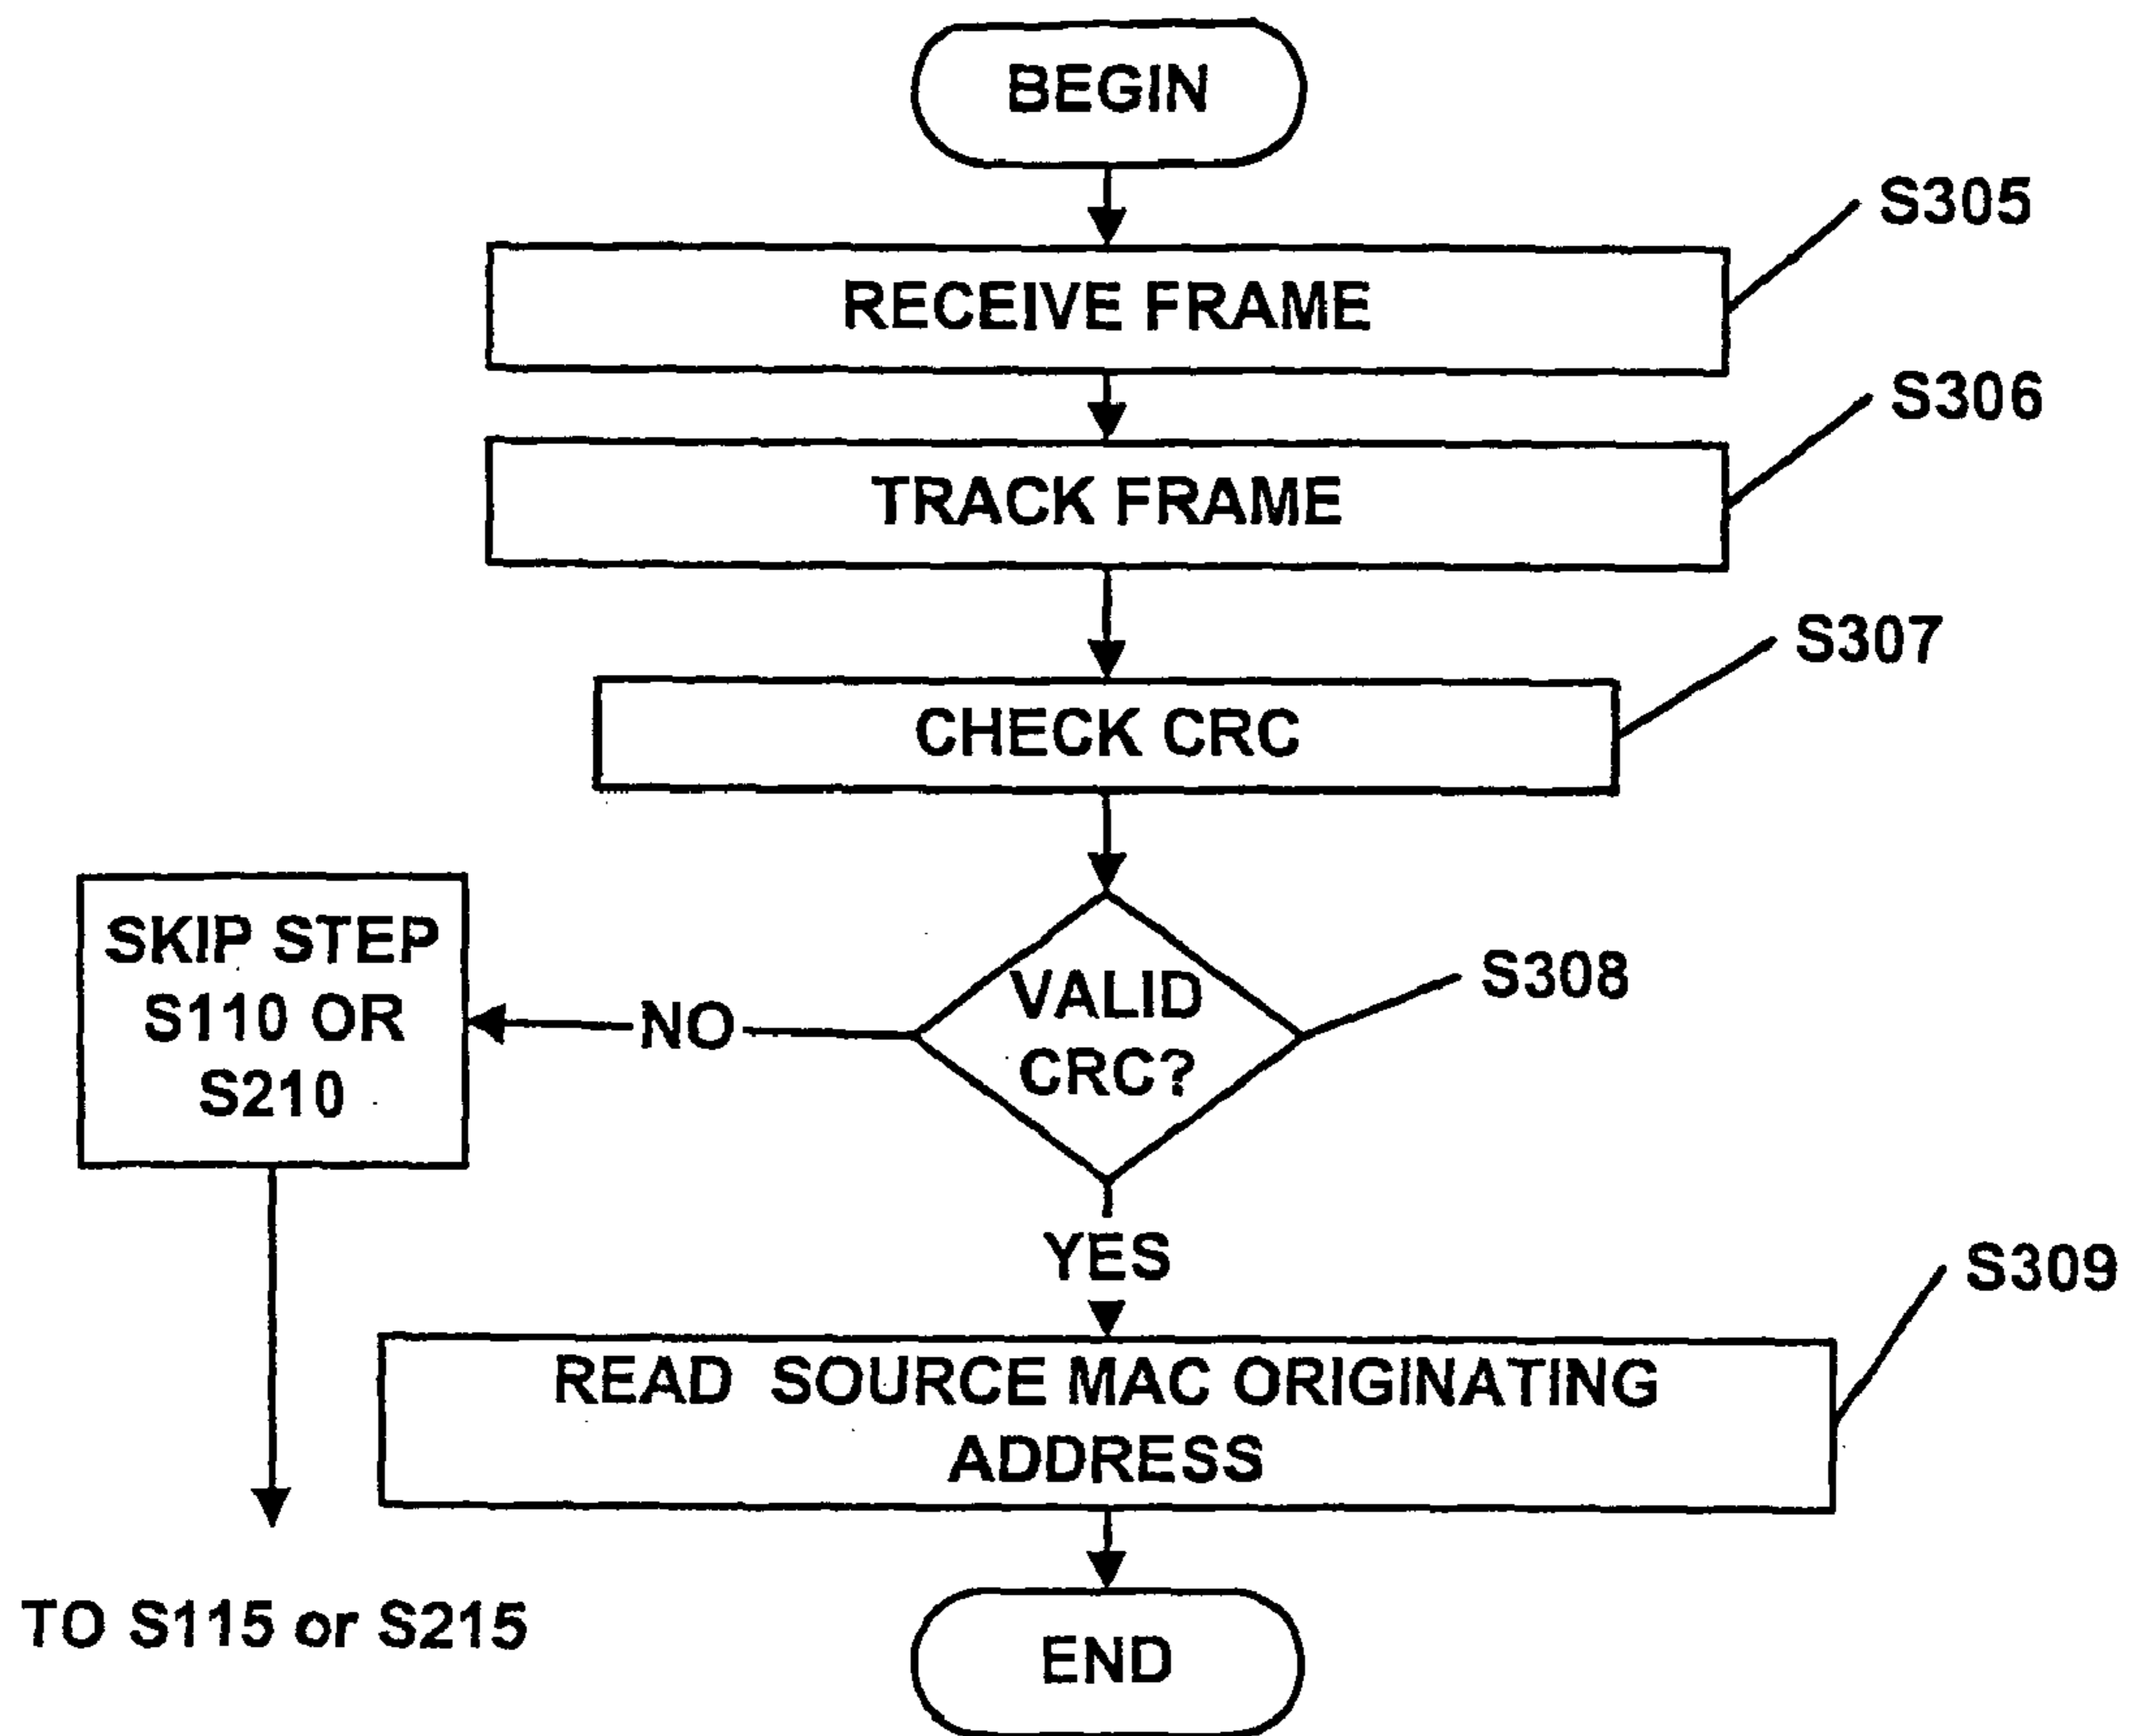 BEGIN
S305
RECEIVE FRAME
S306
TRACK FRAME
S307
CHECK CRC
SKIP STEP
S110 OR
S210
NO
VALID
CRC?
S308
YES
S309
READ SOURCE MAC ORIGINATING
ADDRESS
TO S115 or S215
END